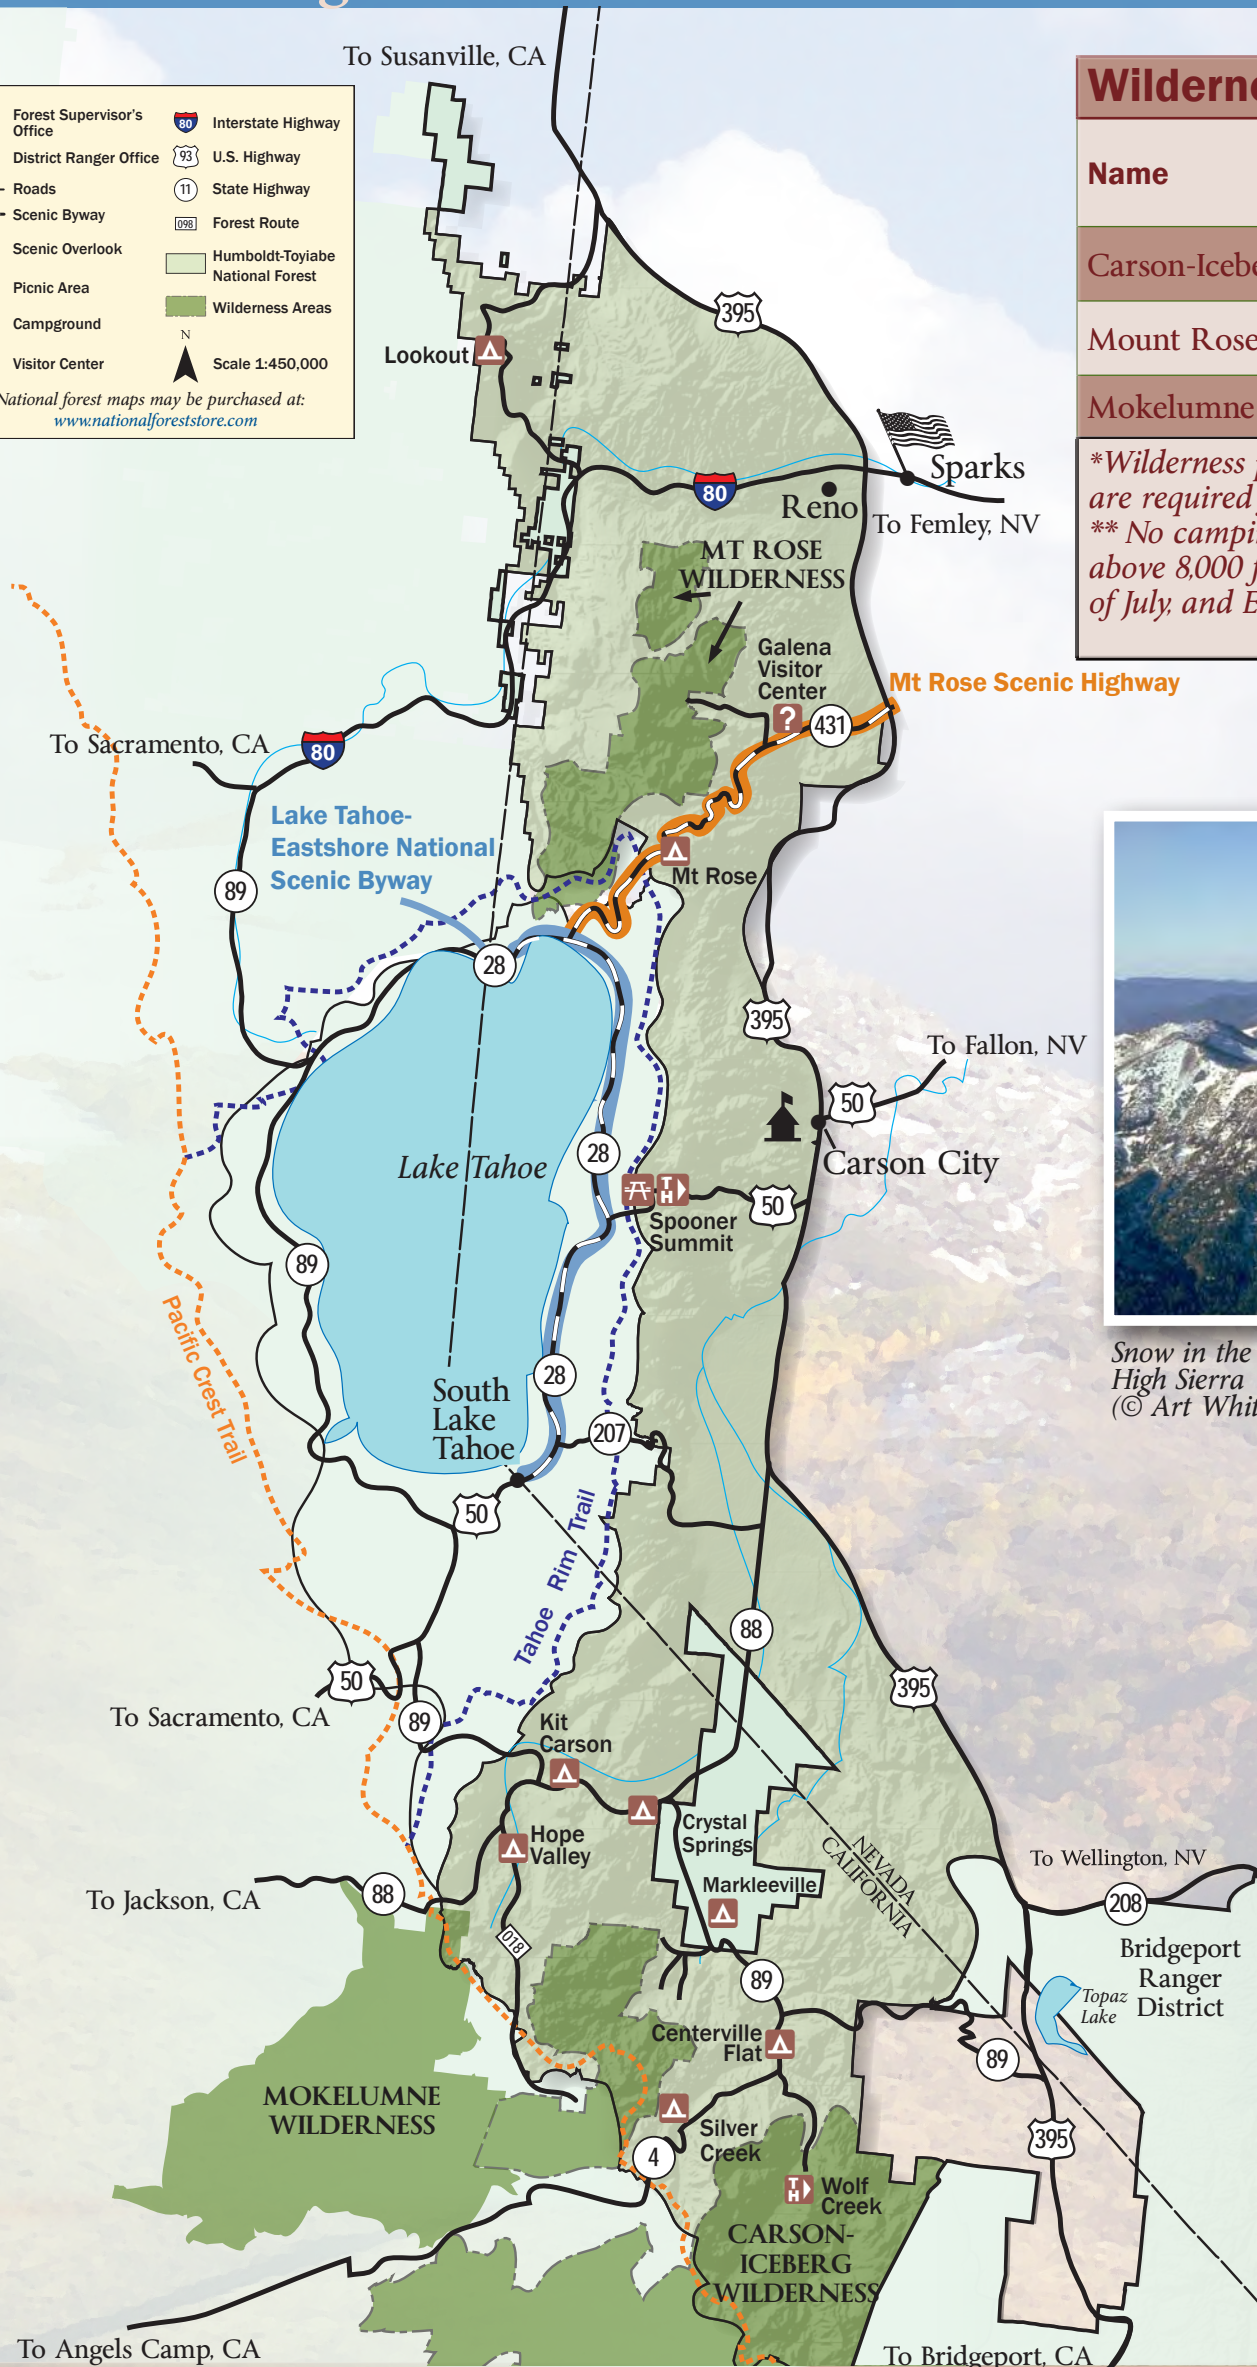 To Susanville, CA
Forest Supervisor's
Office
District Ranger Office
Roads
Scenic Byway
Scenic Overlook
Picnic Area
Campground
Visitor Center
80
Interstate Highway
93
U.S. Highway
11
State Highway
098
Forest Route
Humboldt-Toyiabe
National Forest
Wilderness Areas
N
Scale 1:450,000
National forest maps may be purchased at:
www.nationalforeststore.com
Name
Mount Rose
Mokelumne
*Wilderness
are required
** No
above 8,000
of July, and
395
Lookout
80
Sparks
Reno
To Femley, NV
MT ROSE
WILDERNESS
Galena
Visitor
Center
?
431
Mt Rose Scenic Highway
To Sacramento, CA
80
Lake Tahoe-
Eastshore National
Scenic Byway
89
Mt Rose
28
395
To Fallon, NV
50
Carson City
Lake Tahoe
28
TH
Spooner
Summit
50
89
Pacific Crest Trail
28
South
Lake
Tahoe
207
50
Tahoe Rim Trail
Snow in the
High Sierra
(© Art
88
50
395
To Sacramento, CA
89
Kit
Carson
Crystal
Springs
Hope
Valley
Markleeville
NEVADA
CALIFORNIA
To Wellington, NV
208
To Jackson, CA
88
018
Bridgeport
Ranger
District
Topaz
Lake
89
Centerville
Flat
89
MOKELUMNE
WILDERNESS
395
Silver
Creek
4
TH
Wolf
Creek
CARSON-
ICEBERG
WILDERNESS
To Angels Camp, CA
To Bridgeport, CA